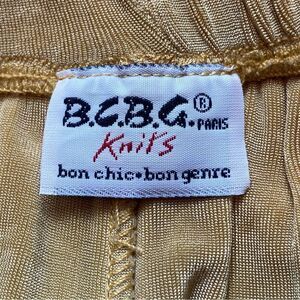 B.C.B.G.® PARIS
Knits
bon chic•bon genre